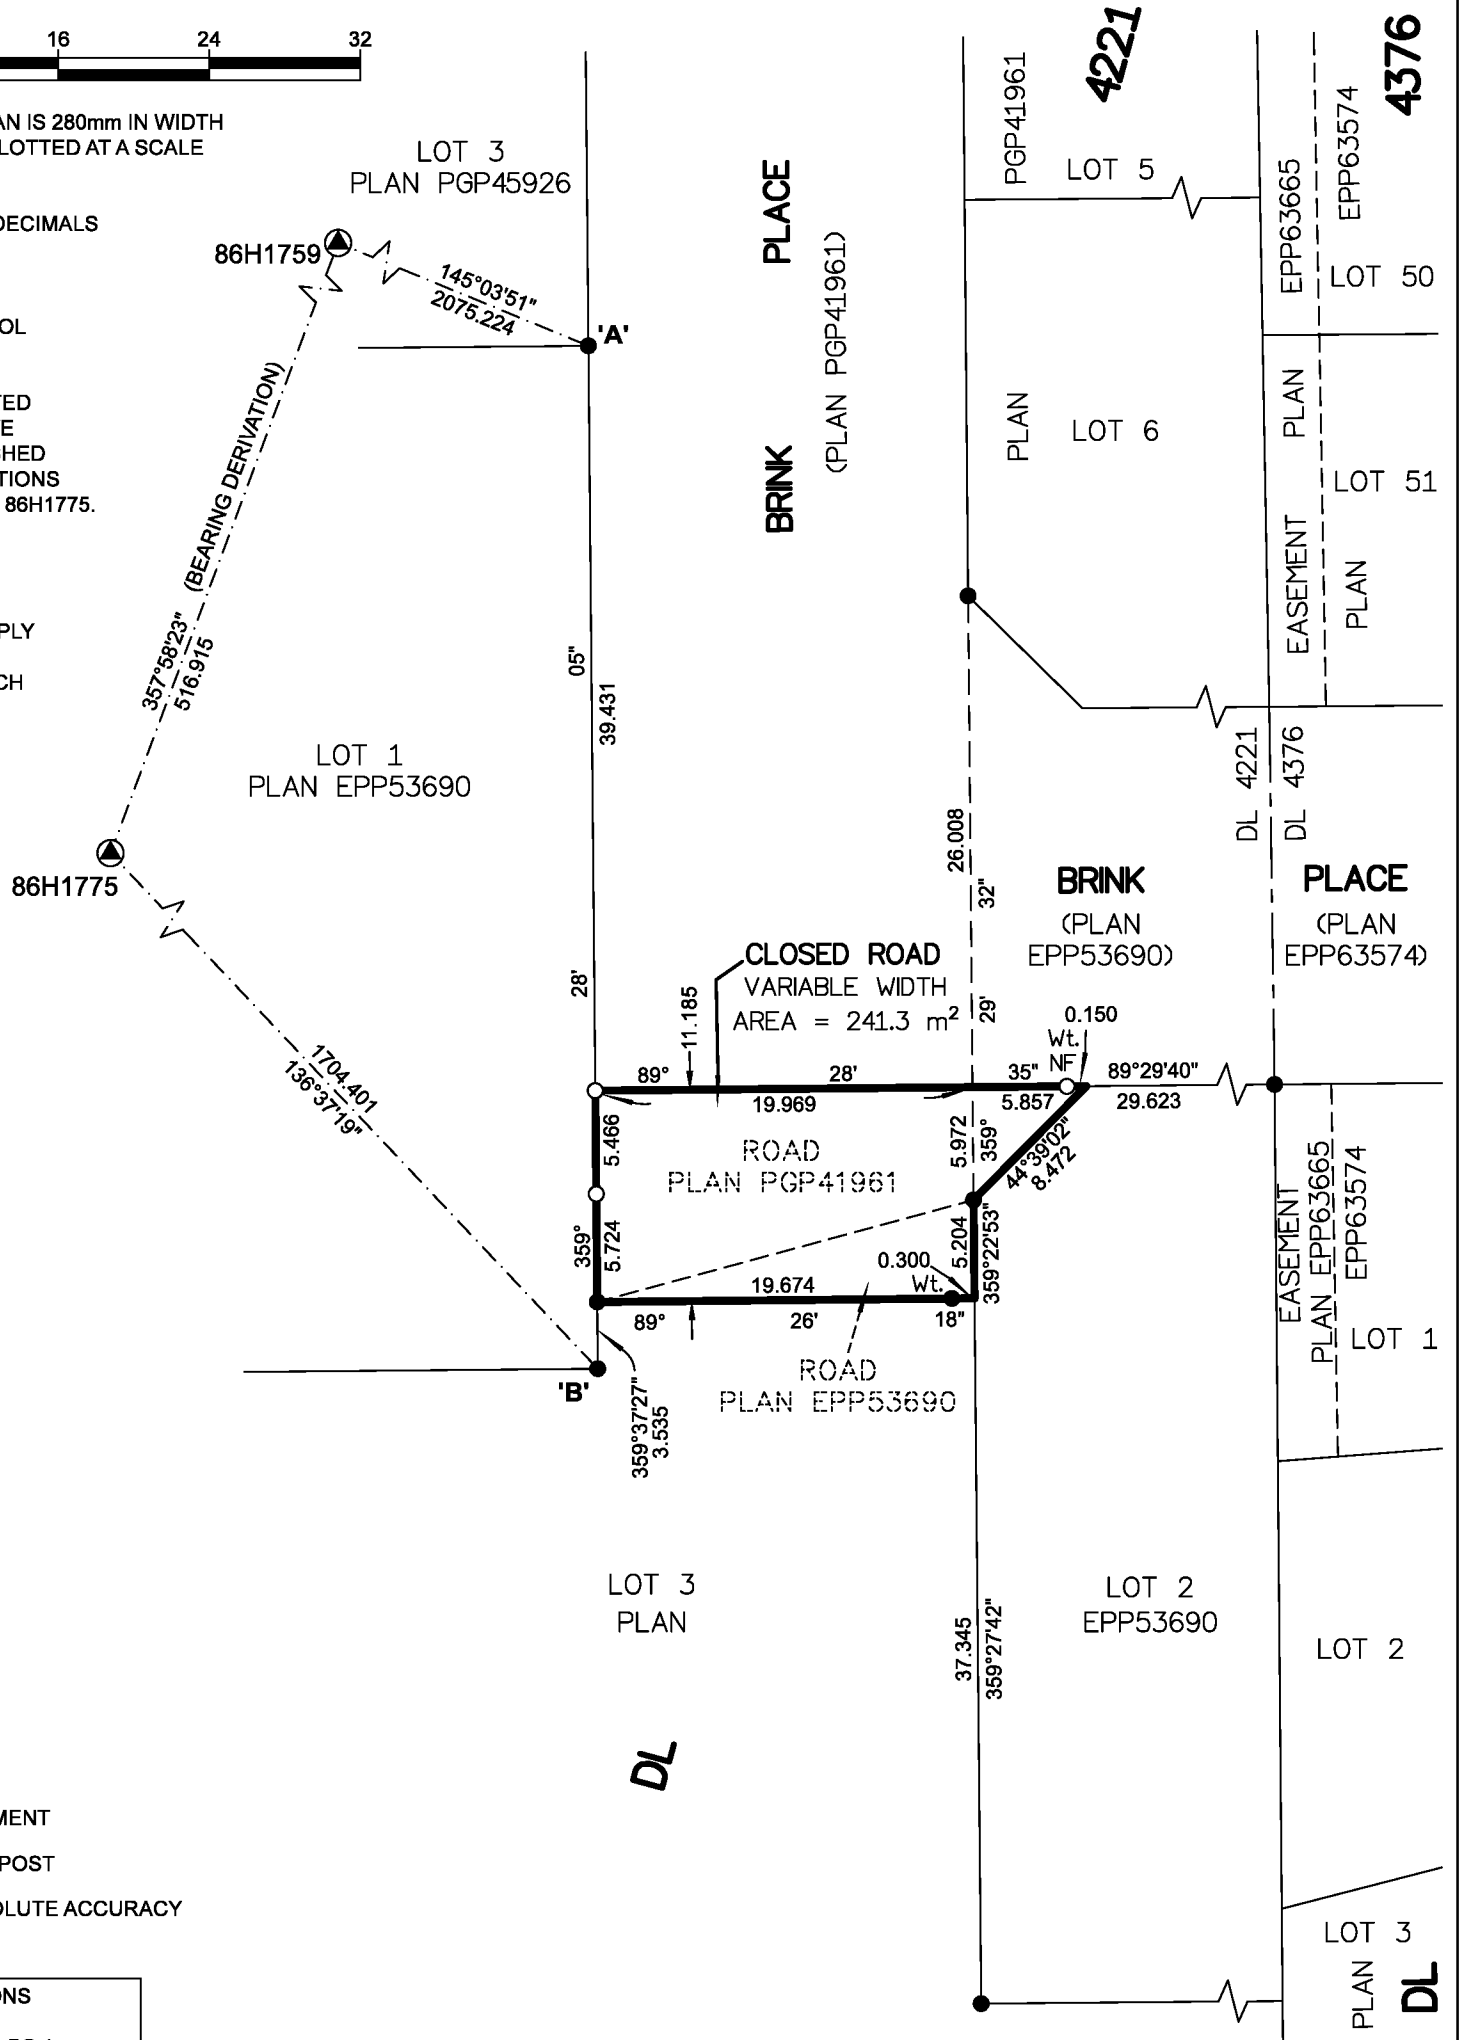 16 24 32
AN IS 280mm IN WIDTH
LOTTED AT A SCALE
DECIMALS
OL
TED
E
SHED
TIONS
86H1775.
PLY
CH
LOT 3
PLAN PGP45926
86H1759
145°03'51"
2075.224
'A'
(BEARING DERIVATION)
357°58'23"
516.915
86H1775
LOT 1
PLAN EPP53690
1704.401
136°37'19"
05"
39.431
28'
359°
BRINK PLACE
(PLAN PGP41961)
PGP41961
PLAN
4221
4376
LOT 5
LOT 6
EPP63665
EPP63574
LOT 50
PLAN
LOT 51
EASEMENT
PLAN
DL 4221
DL 4376
26.008
32"
29'
359°
BRINK
(PLAN
EPP53690)
PLACE
(PLAN
EPP63574)
CLOSED ROAD
VARIABLE WIDTH
AREA = 241.3 m²
11.185
0.150
Wt.
NF
89° 28' 35"
19.969
5.857
89°29'40"
29.623
5.466
5.724
5.972
44°39'02"
8.472
ROAD
PLAN PGP41961
5.204
359°22'53"
0.300
Wt.
19.674
89° 26' 18"
ROAD
PLAN EPP53690
'B'
359°37'27"
3.535
EASEMENT
PLAN EPP63665
EPP63574
LOT 1
LOT 3
PLAN
LOT 2
EPP53690
37.345
359°27'42"
LOT 2
DL
MENT
POST
OLUTE ACCURACY
ONS
LOT 3
PLAN
DL